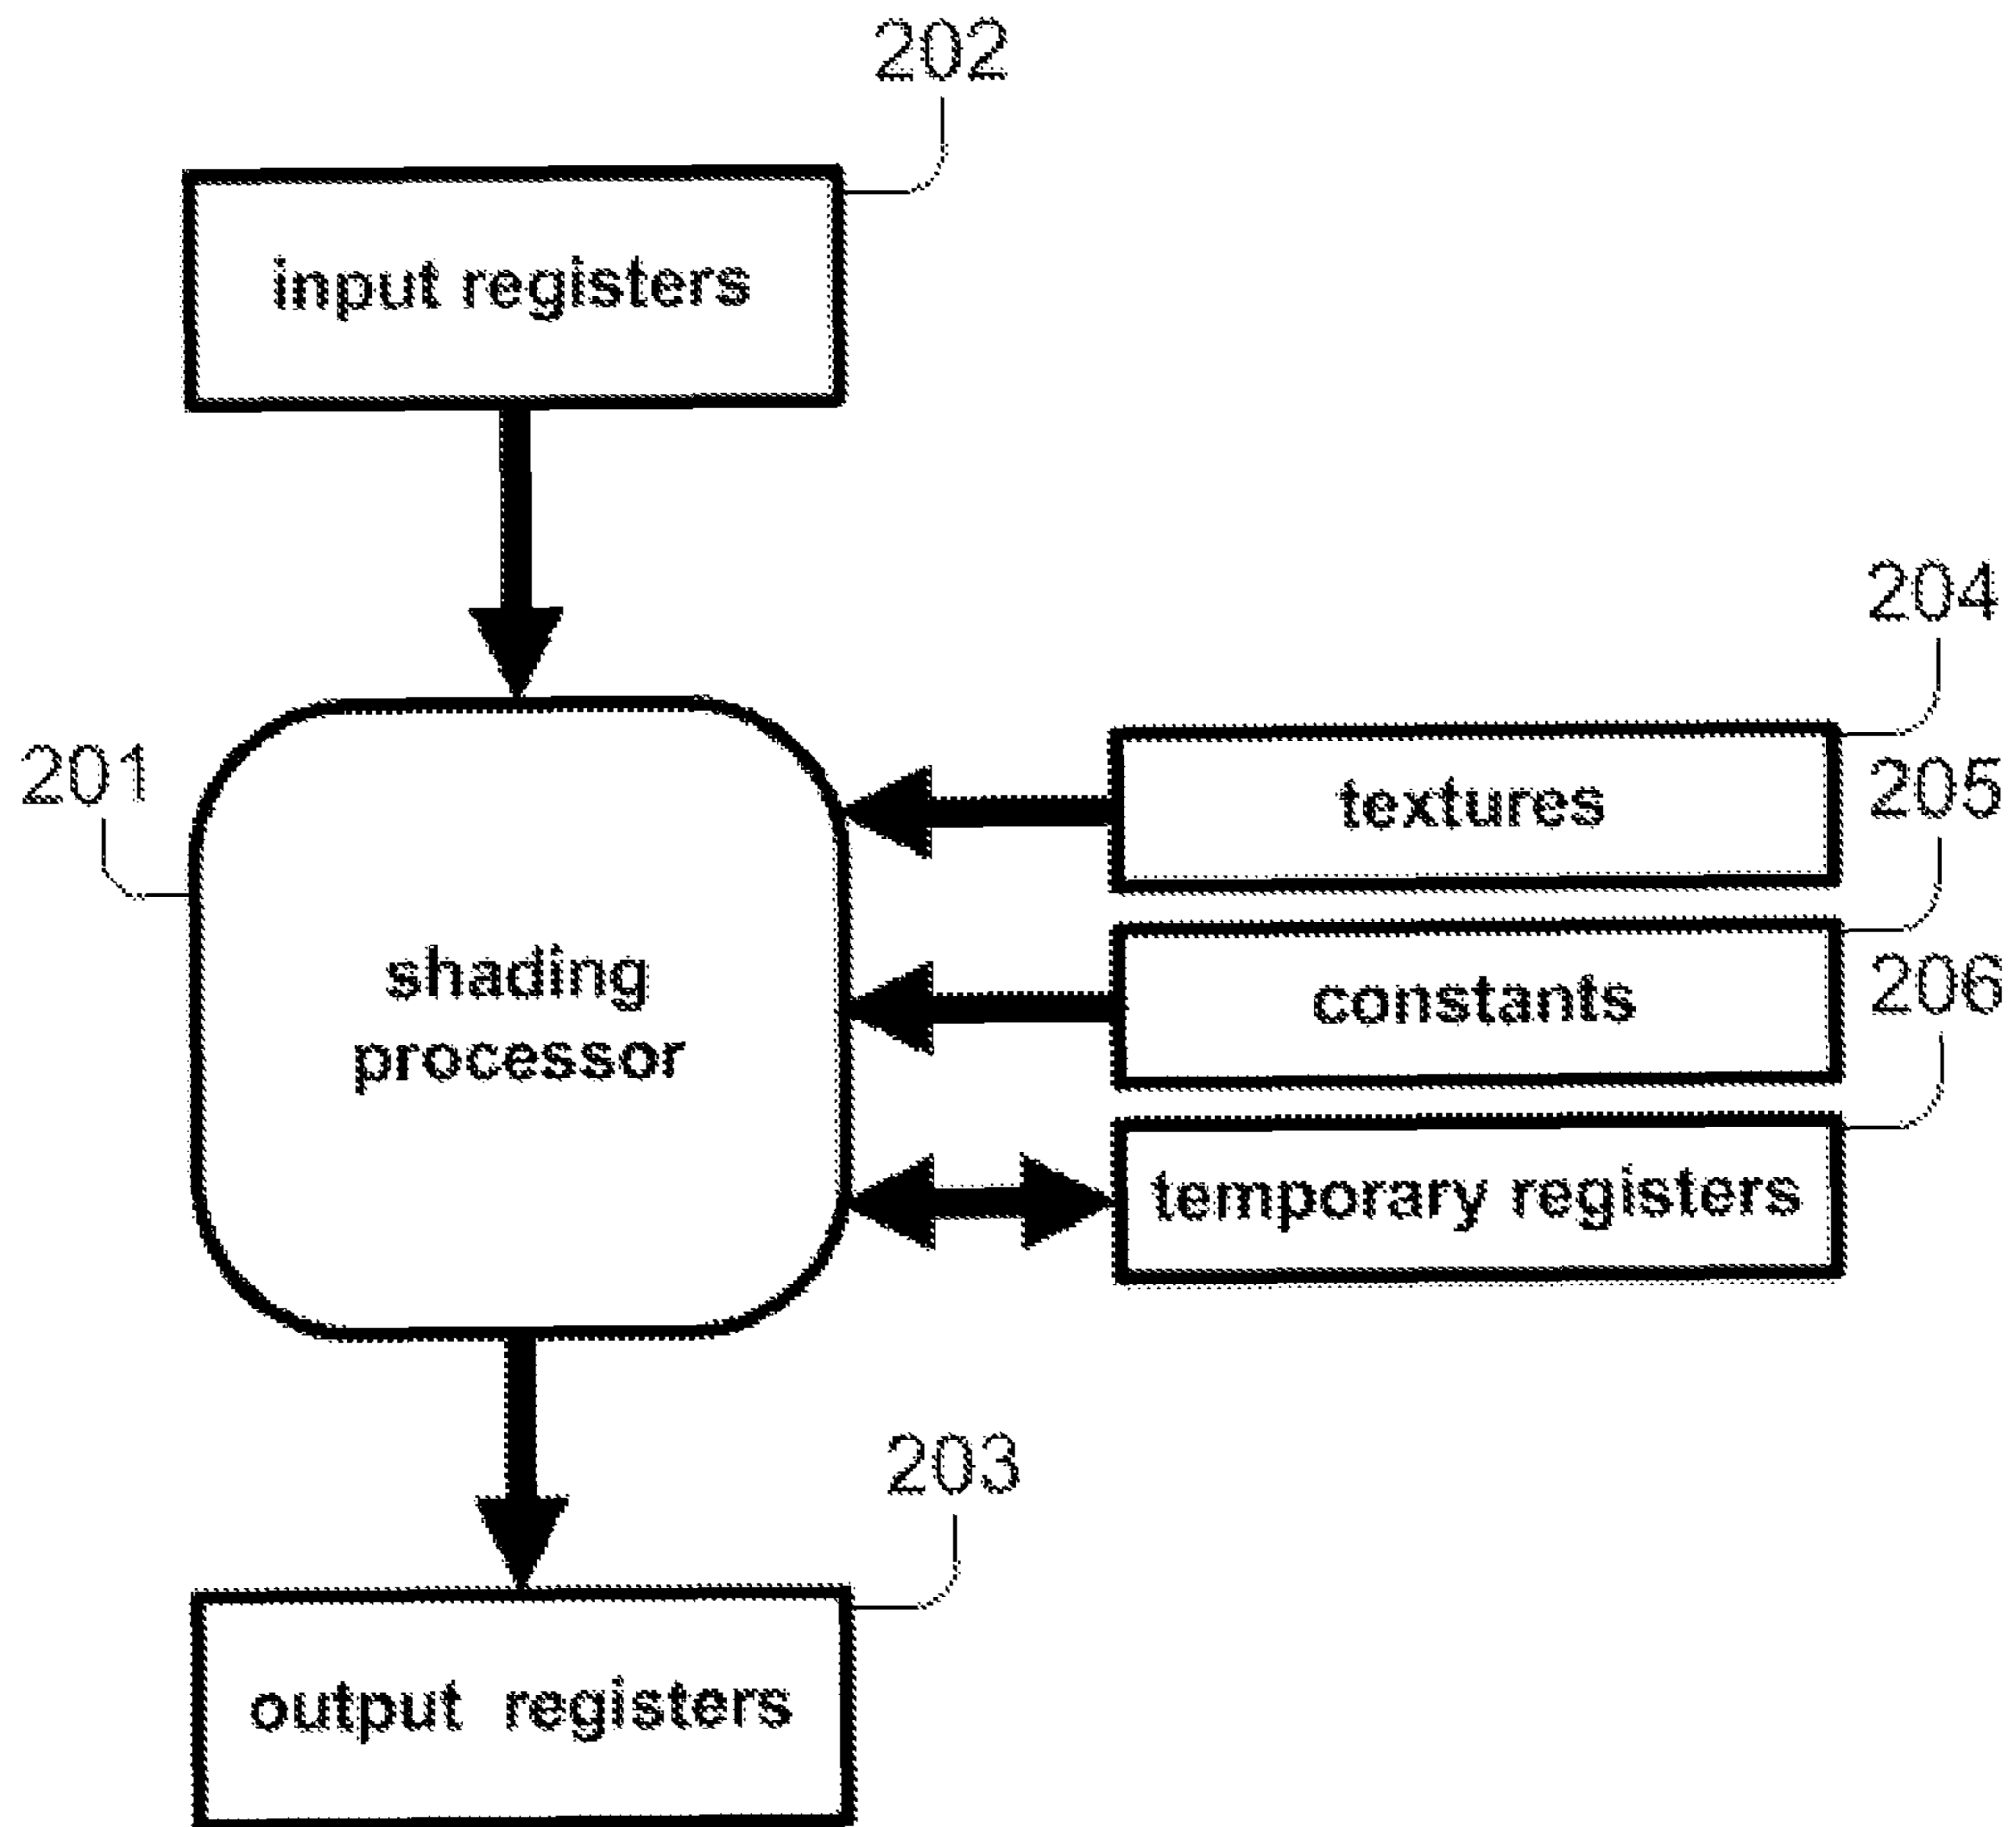 202
input registers
204
201
textures
205
shading
processor
constants
206
temporary registers
203
output registers